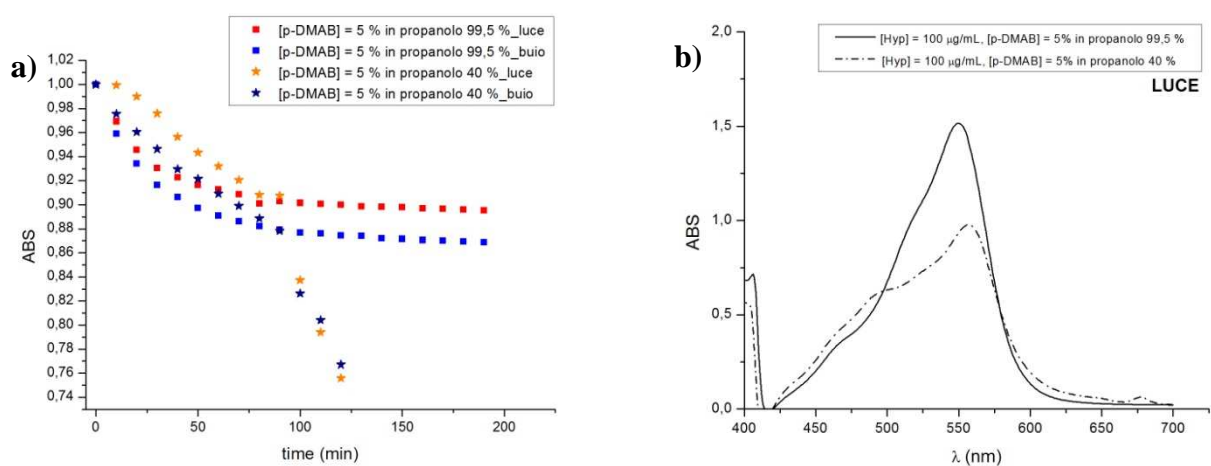 a)
[p-DMAB] = 5 % in propanolo 99,5 %_luce
[p-DMAB] = 5 % in propanolo 99,5 %_buio
[p-DMAB] = 5 % in propanolo 40 %_luce
[p-DMAB] = 5 % in propanolo 40 %_buio
1,02
1,00
0,98
0,96
0,94
0,92
0,90
0,88
0,86
0,84
0,82
0,80
0,78
0,76
0,74
ABS
0
50
100
150
200
time (min)
b)
[Hyp] = 100 µg/mL, [p-DMAB] = 5% in propanolo 99,5 %
[Hyp] = 100 µg/mL, [p-DMAB] = 5% in propanolo 40 %
LUCE
2,0
1,5
1,0
0,5
0,0
ABS
400
450
500
550
600
650
700
λ (nm)